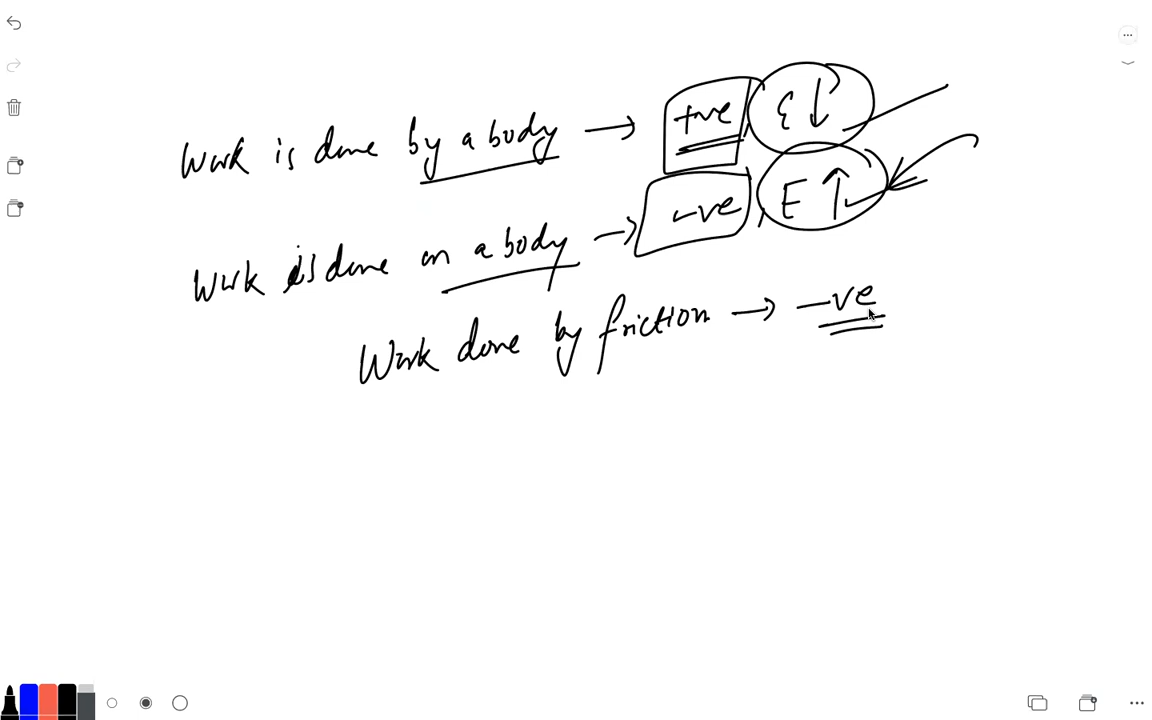 Work is done by a body → +ve E↓
Work is done on a body → -ve, E↑
Work done by friction → -ve